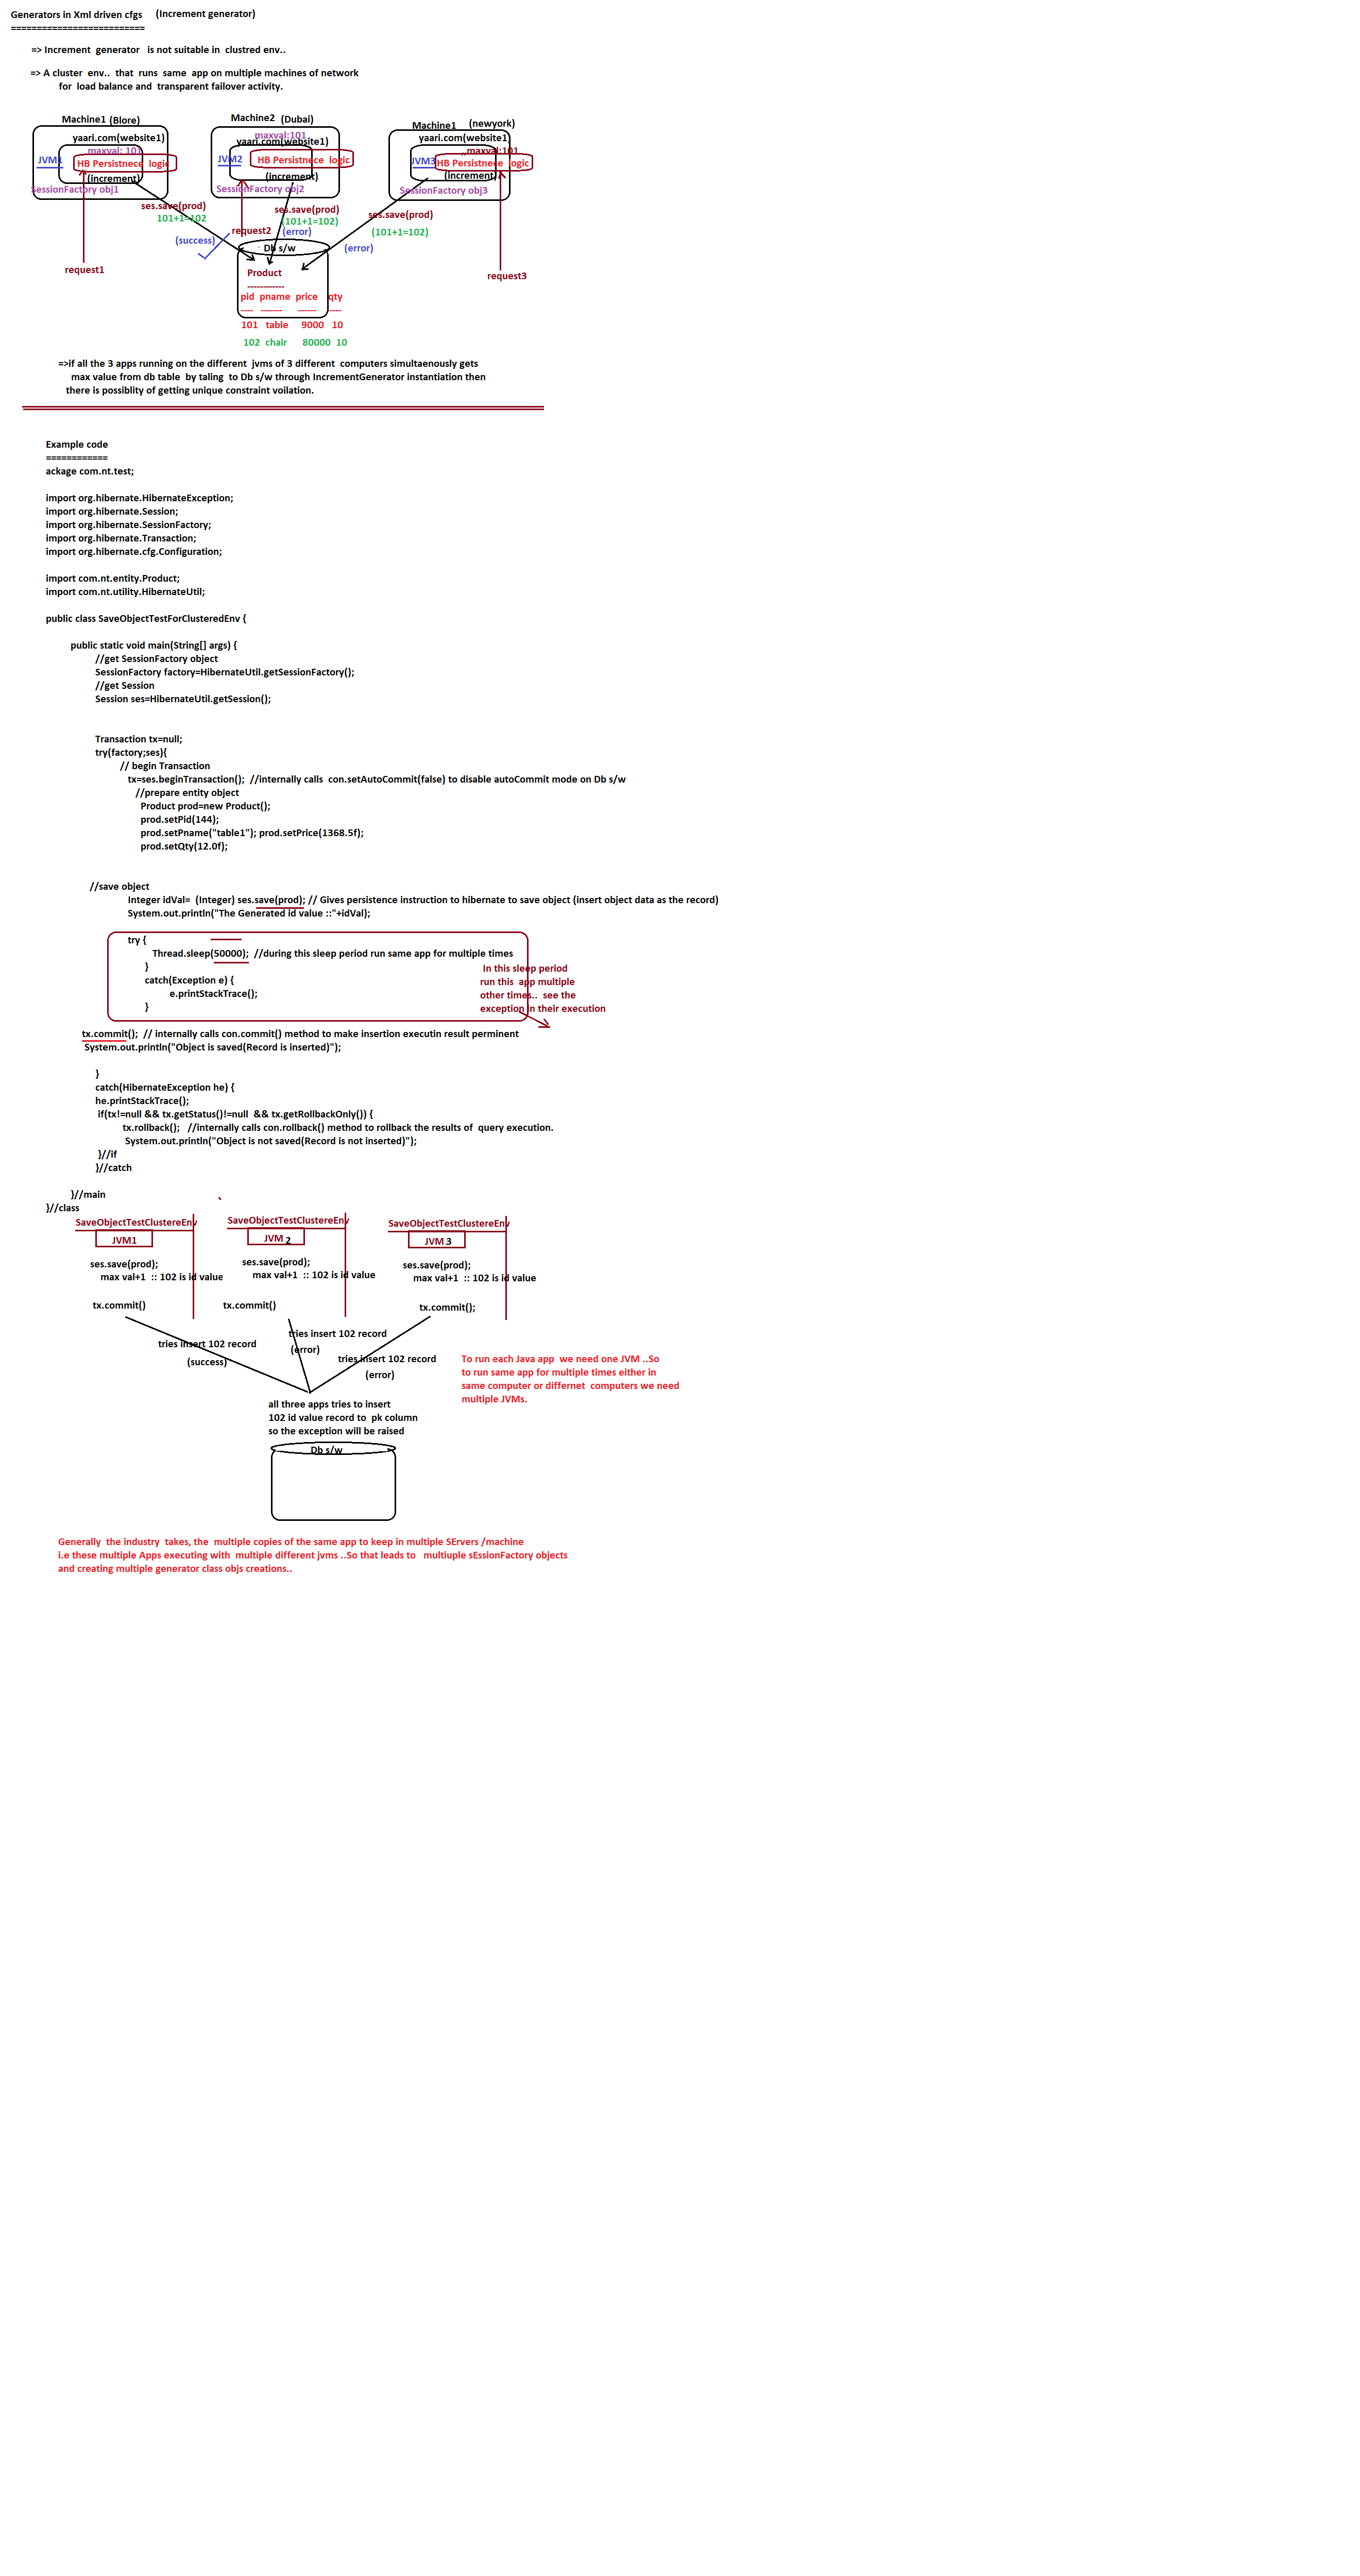 Generators in Xml driven cfgs (Increment generator)
==========================
=> Increment generator is not suitable in clustred env..
=> A cluster env.. that runs same app on multiple machines of network
for load balance and transparent failover activity.
Machine1 (Blore)
yaari.com(website1)
maxval: 101
JVM1
HB Persistnece logic
(increment)
SessionFactory obj1
Machine2 (Dubai)
maxval:101
yaari.com(website1)
JVM2
HB Persistnece logic
(increment)
SessionFactory obj2
Machine1 (newyork)
yaari.com(website1)
maxval:101
JVM3
HB Persistnece logic
(increment)
SessionFactory obj3
ses.save(prod)
101+1=102
(success)
request1
ses.save(prod)
(101+1=102)
request2
(error)
ses.save(prod)
(101+1=102)
(error)
request3
Db s/w
Product
------------
pid pname price qty
---- ------- ------ ----
101 table 9000 10
102 chair 80000 10
=>if all the 3 apps running on the different jvms of 3 different computers simultaenously gets
max value from db table by taling to Db s/w through IncrementGenerator instantiation then
there is possiblity of getting unique constraint voilation.
Example code
============
ackage com.nt.test;
import org.hibernate.HibernateException;
import org.hibernate.Session;
import org.hibernate.SessionFactory;
import org.hibernate.Transaction;
import org.hibernate.cfg.Configuration;
import com.nt.entity.Product;
import com.nt.utility.HibernateUtil;
public class SaveObjectTestForClusteredEnv {
public static void main(String[] args) {
//get SessionFactory object
SessionFactory factory=HibernateUtil.getSessionFactory();
//get Session
Session ses=HibernateUtil.getSession();
Transaction tx=null;
try(factory;ses){
// begin Transaction
tx=ses.beginTransaction(); //internally calls con.setAutoCommit(false) to disable autoCommit mode on Db s/w
//prepare entity object
Product prod=new Product();
prod.setPid(144);
prod.setPname("table1"); prod.setPrice(1368.5f);
prod.setQty(12.0f);
//save object
Integer idVal= (Integer) ses.save(prod); // Gives persistence instruction to hibernate to save object (insert object data as the record)
System.out.println("The Generated id value ::"+idVal);
try {
Thread.sleep(50000); //during this sleep period run same app for multiple times
}
catch(Exception e) {
e.printStackTrace();
}
In this sleep period
run this app multiple
other times.. see the
exception in their execution
tx.commit(); // internally calls con.commit() method to make insertion executin result perminent
System.out.println("Object is saved(Record is inserted)");
}
catch(HibernateException he) {
he.printStackTrace();
if(tx!=null && tx.getStatus()!=null && tx.getRollbackOnly()) {
tx.rollback(); //internally calls con.rollback() method to rollback the results of query execution.
System.out.println("Object is not saved(Record is not inserted)");
}//if
}//catch
}//main
}//class
SaveObjectTestClustereEnv
JVM1
ses.save(prod);
max val+1 :: 102 is id value
tx.commit()
SaveObjectTestClustereEnv
JVM 2
ses.save(prod);
max val+1 :: 102 is id value
tx.commit()
SaveObjectTestClustereEnv
JVM 3
ses.save(prod);
max val+1 :: 102 is id value
tx.commit();
tries insert 102 record
(success)
tries insert 102 record
(error)
tries insert 102 record
(error)
To run each Java app we need one JVM ..So
to run same app for multiple times either in
same computer or differnet computers we need
multiple JVMs.
all three apps tries to insert
102 id value record to pk column
so the exception will be raised
Db s/w
Generally the industry takes, the multiple copies of the same app to keep in multiple SErvers /machine
i.e these multiple Apps executing with multiple different jvms ..So that leads to multiuple sEssionFactory objects
and creating multiple generator class objs creations..